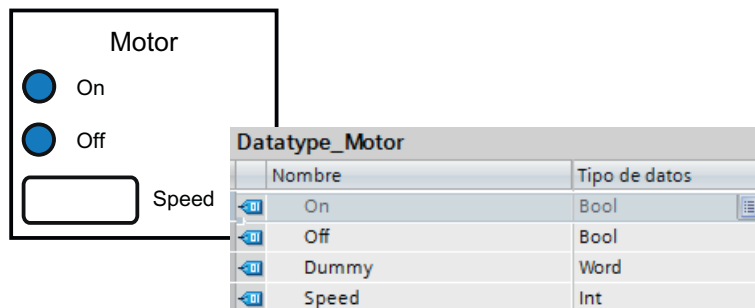 Motor
On
Off
Speed
Datatype_Motor
Nombre Tipo de datos
On Bool
Off Bool
Dummy Word
Speed Int